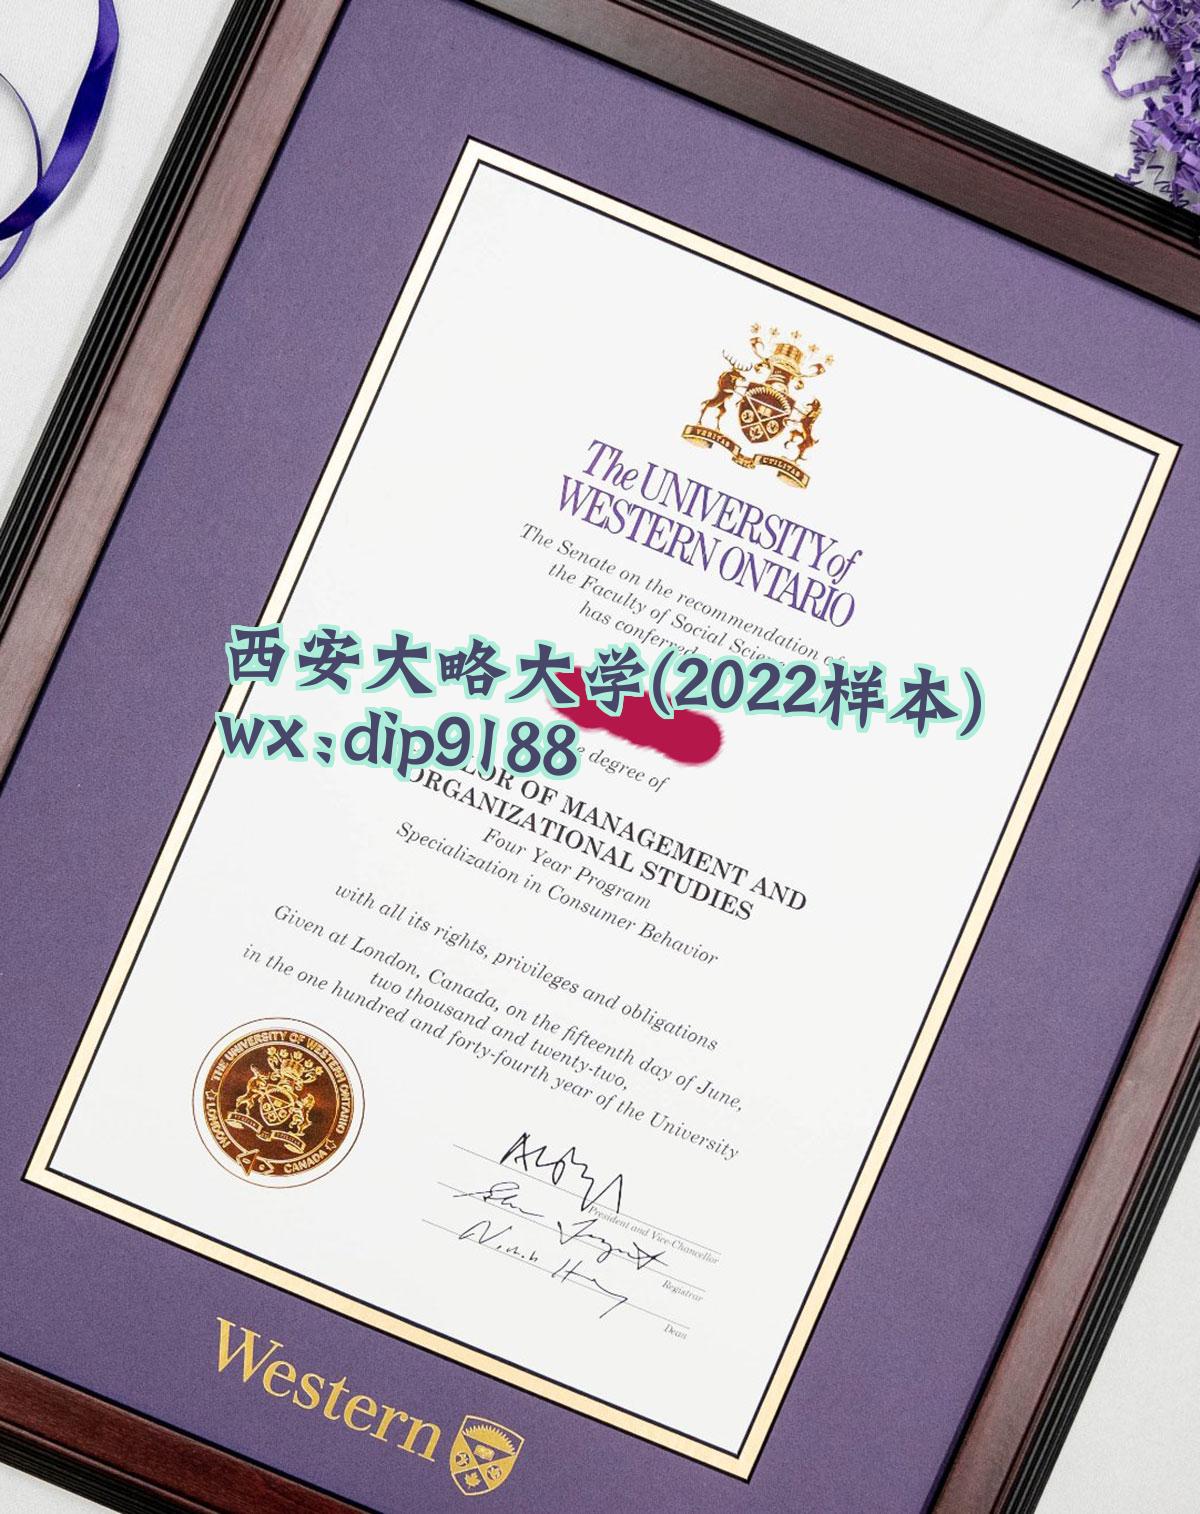 VERITAS ET UTILITAS
The UNIVERSITY of
WESTERN ONTARIO
The Senate on the recommendation of
the Faculty of Social
has conferred
西安大略大学(2022样本)
wx:dip9188
degree of
OF MANAGEMENT AND
ORGANIZATIONAL STUDIES
Four Year Program
Specialization in Consumer Behavior
with all its rights, privileges and obligations
Given at London, Canada, on the fifteenth day of June,
two thousand and twenty-two,
in the one hundred and forty-fourth year of the University
THE UNIVERSITY OF WESTERN ONTARIO
LONDON CANADA
President and Vice-Chancellor
Registrar
Dean
Western